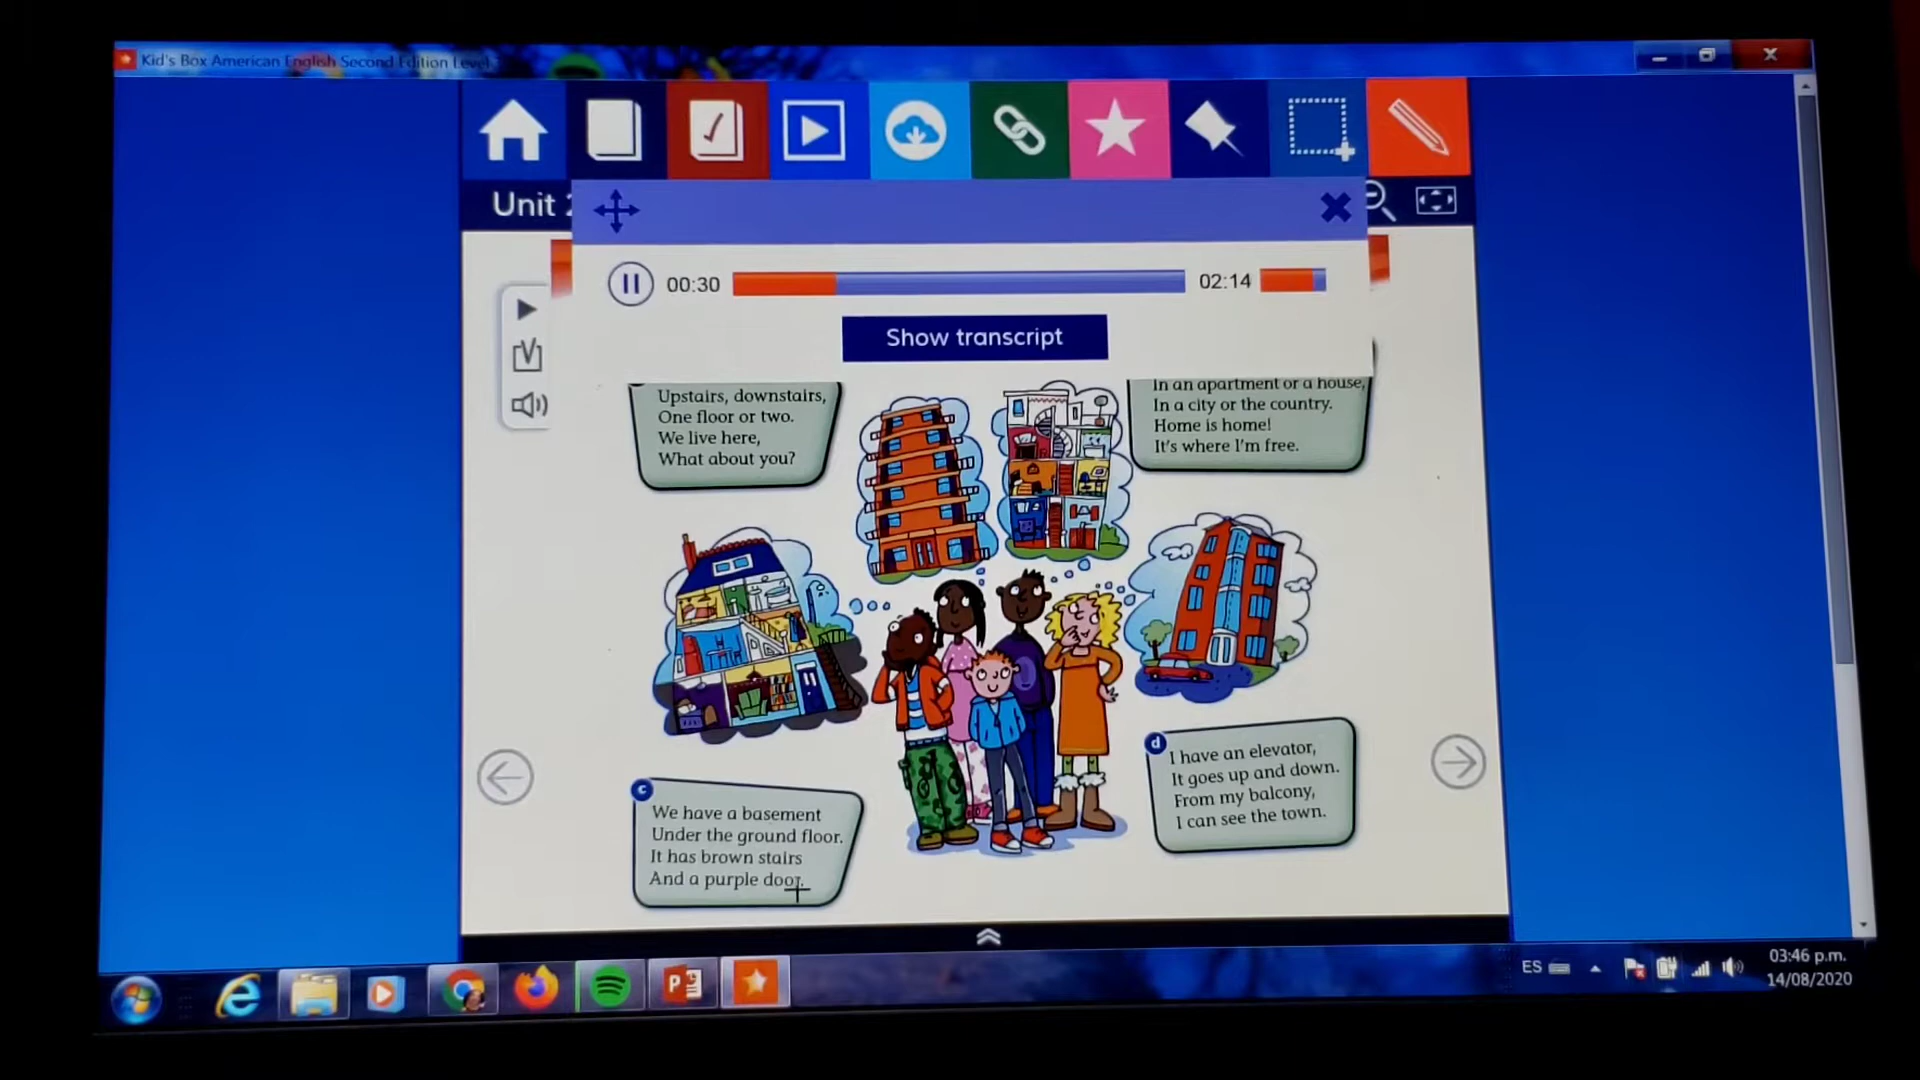 Kid's Box American English Second Edition Level
Unit
00:30
02:14
Show transcript
Upstairs, downstairs,
One floor or two.
We live here,
What about you?
In an apartment or a house,
In a city or the country.
Home is home!
It's where I'm free.
c
We have a basement
Under the ground floor.
It has brown stairs
And a purple door.
d
I have an elevator,
It goes up and down.
From my balcony,
I can see the town.
ES
03:46 p.m.
14/08/2020